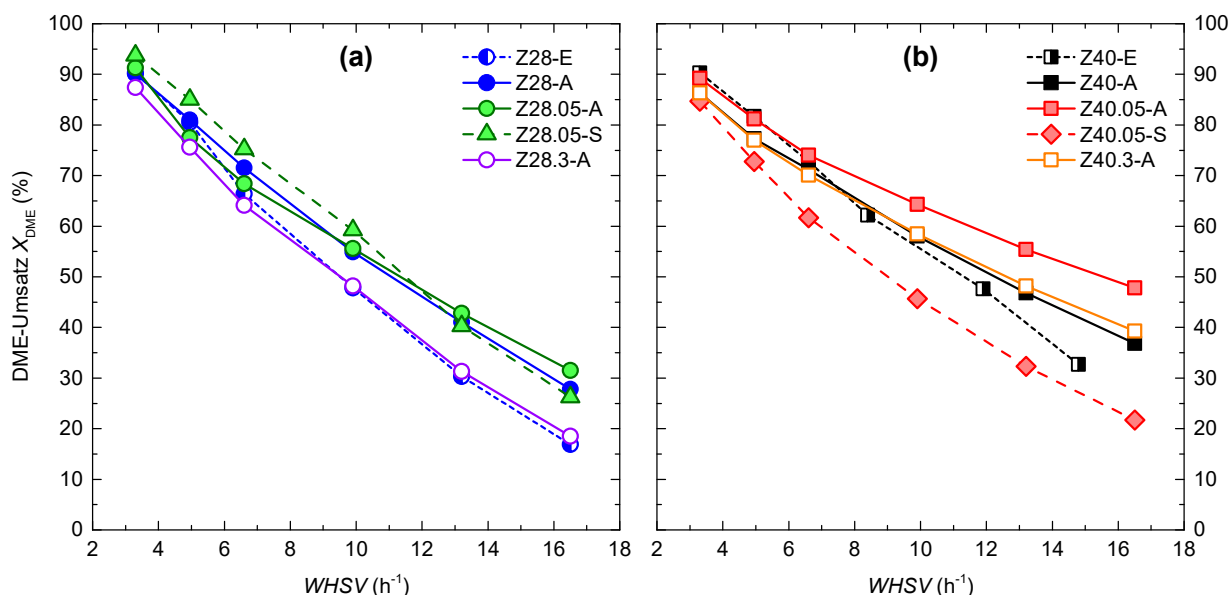 100
90
80
70
60
50
40
30
20
10
0
DME-Umsatz X_DME (%)
(a)
Z28-E
Z28-A
Z28.05-A
Z28.05-S
Z28.3-A
2 4 6 8 10 12 14 16 18
WHSV (h⁻¹)
(b)
Z40-E
Z40-A
Z40.05-A
Z40.05-S
Z40.3-A
2 4 6 8 10 12 14 16 18
WHSV (h⁻¹)
100
90
80
70
60
50
40
30
20
10
0